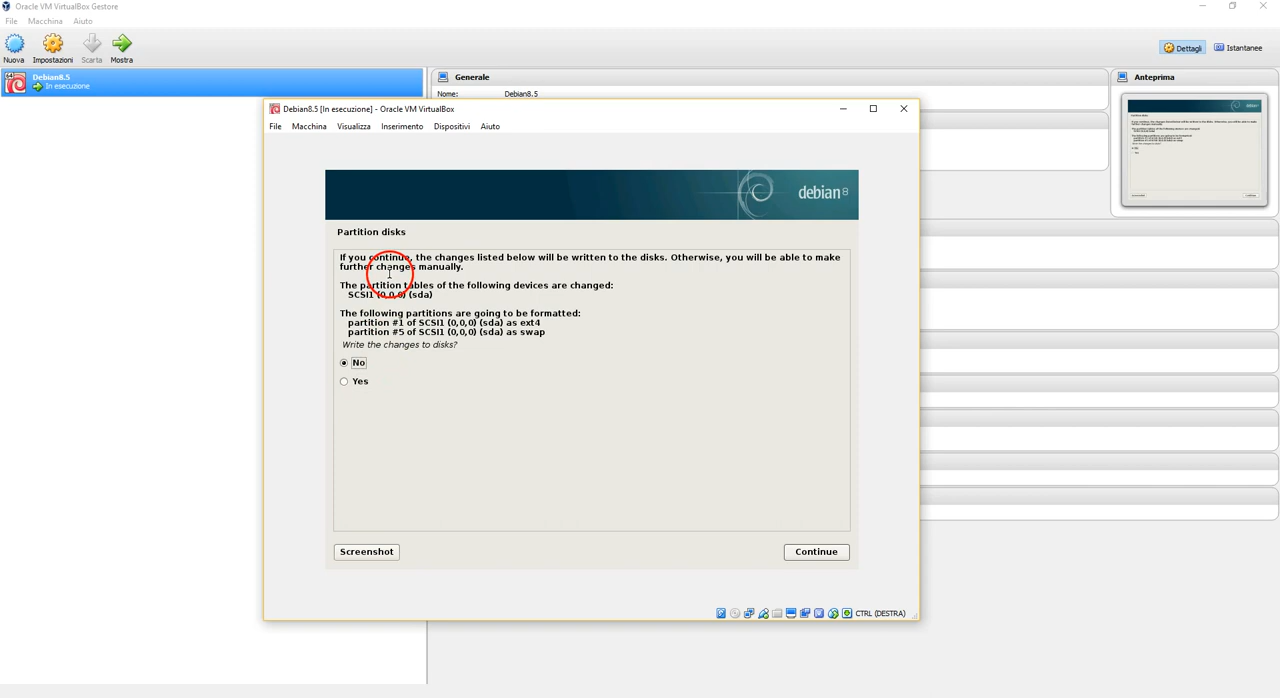 Oracle VM VirtualBox Gestore
File Macchina Aiuto
Nuova Impostazioni Scarta Mostra
Dettagli Istantanee
64
Debian8.5
In esecuzione
Generale
Nome: Debian8.5
Anteprima
Debian8.5 [In esecuzione] - Oracle VM VirtualBox
File Macchina Visualizza Inserimento Dispositivi Aiuto
debian 8
Partition disks
If you continue, the changes listed below will be written to the disks. Otherwise, you will be able to make
further changes manually.
The partition tables of the following devices are changed:
SCSI1 (0,0,0) (sda)
The following partitions are going to be formatted:
partition #1 of SCSI1 (0,0,0) (sda) as ext4
partition #5 of SCSI1 (0,0,0) (sda) as swap
Write the changes to disks?
No
Yes
Screenshot
Continue
CTRL (DESTRA)